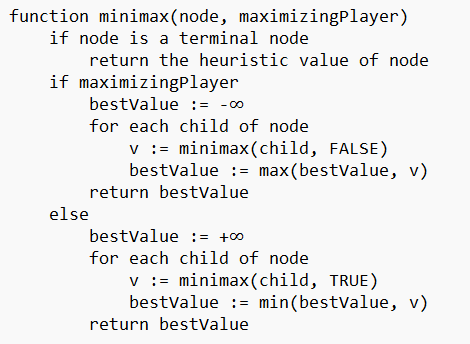 function minimax(node, maximizingPlayer)
    if node is a terminal node
        return the heuristic value of node
    if maximizingPlayer
        bestValue := -∞
        for each child of node
            v := minimax(child, FALSE)
            bestValue := max(bestValue, v)
        return bestValue
    else
        bestValue := +∞
        for each child of node
            v := minimax(child, TRUE)
            bestValue := min(bestValue, v)
        return bestValue